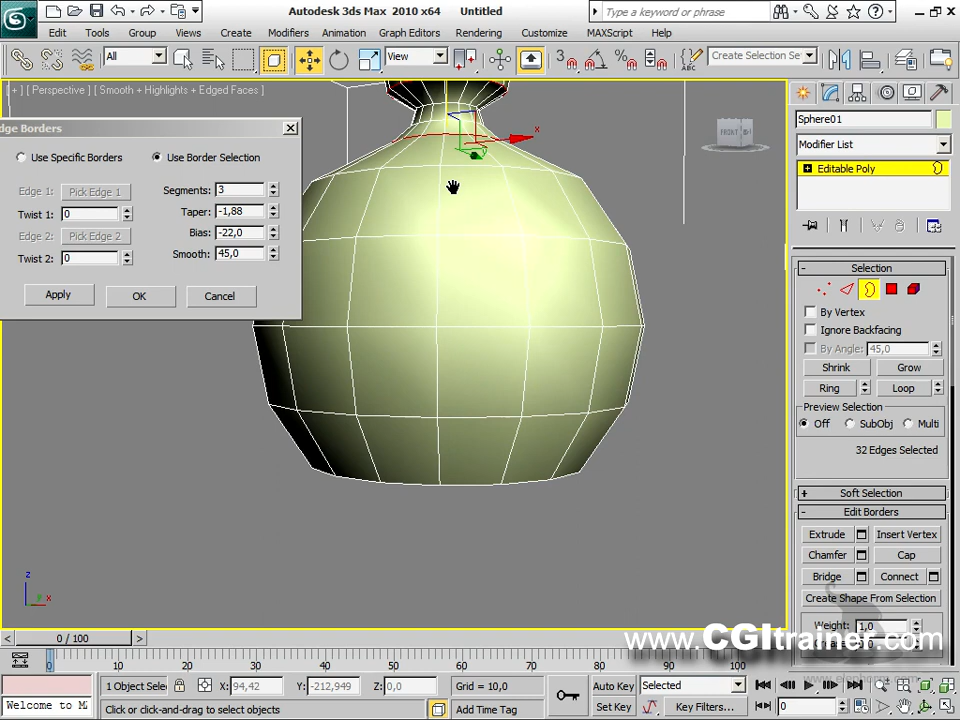 Autodesk 3ds Max 2010 x64 Untitled
Type a keyword or phrase
Edit Tools Group Views Create Modifiers Animation Graph Editors Rendering Customize MAXScript Help
All View Create Selection Se
[ + ] [ Perspective ] [ Smooth + Highlights + Edged Faces ]
dge Borders
Use Specific Borders Use Border Selection
Edge 1: Pick Edge 1 Segments: 3
Twist 1: 0 Taper: -1,88
Edge 2: Pick Edge 2 Bias: -22,0
Twist 2: 0 Smooth: 45,0
Apply OK Cancel
x
y
FRONT
Sphere01
Modifier List
Editable Poly
- Selection
By Vertex
Ignore Backfacing
By Angle: 45,0
Shrink Grow
Ring Loop
Preview Selection
Off SubObj Multi
32 Edges Selected
+ Soft Selection
- Edit Borders
Extrude Insert Vertex
Chamfer Cap
Bridge Connect
Create Shape From Selection
Weight: 1,0
z
y x
www.CGItrainer.com
< 0 / 100 >
0 10 20 30 40 50 60 70 80 90 100
1 Object Selec X: 94,42 Y: -212,949 Z: 0,0 Grid = 10,0 Auto Key Selected
Welcome to M Click or click-and-drag to select objects Add Time Tag Set Key Key Filters... 0